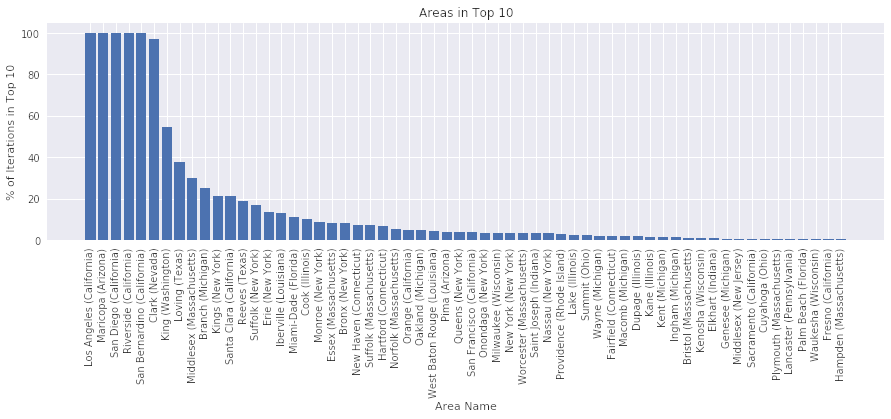 Areas in Top 10
% of Iterations in Top 10
100
80
60
40
20
0
Los Angeles (California)
Maricopa (Arizona)
San Diego (California)
Riverside (California)
San Bernardino (California)
Clark (Nevada)
King (Washington)
Loving (Texas)
Middlesex (Massachusetts)
Branch (Michigan)
Kings (New York)
Santa Clara (California)
Reeves (Texas)
Suffolk (New York)
Erie (New York)
Iberville (Louisiana)
Miami-Dade (Florida)
Cook (Illinois)
Monroe (New York)
Essex (Massachusetts)
Bronx (New York)
New Haven (Connecticut)
Suffolk (Massachusetts)
Hartford (Connecticut)
Norfolk (Massachusetts)
Orange (California)
Oakland (Michigan)
West Baton Rouge (Louisiana)
Pima (Arizona)
Queens (New York)
San Francisco (California)
Onondaga (New York)
Milwaukee (Wisconsin)
New York (New York)
Worcester (Massachusetts)
Saint Joseph (Indiana)
Nassau (New York)
Providence (Rhode Island)
Lake (Illinois)
Summit (Ohio)
Wayne (Michigan)
Fairfield (Connecticut)
Macomb (Michigan)
Dupage (Illinois)
Kane (Illinois)
Kent (Michigan)
Ingham (Michigan)
Bristol (Massachusetts)
Kenosha (Wisconsin)
Elkhart (Indiana)
Genesee (Michigan)
Middlesex (New Jersey)
Sacramento (California)
Cuyahoga (Ohio)
Plymouth (Massachusetts)
Lancaster (Pennsylvania)
Palm Beach (Florida)
Waukesha (Wisconsin)
Fresno (California)
Hampden (Massachusetts)
Area Name